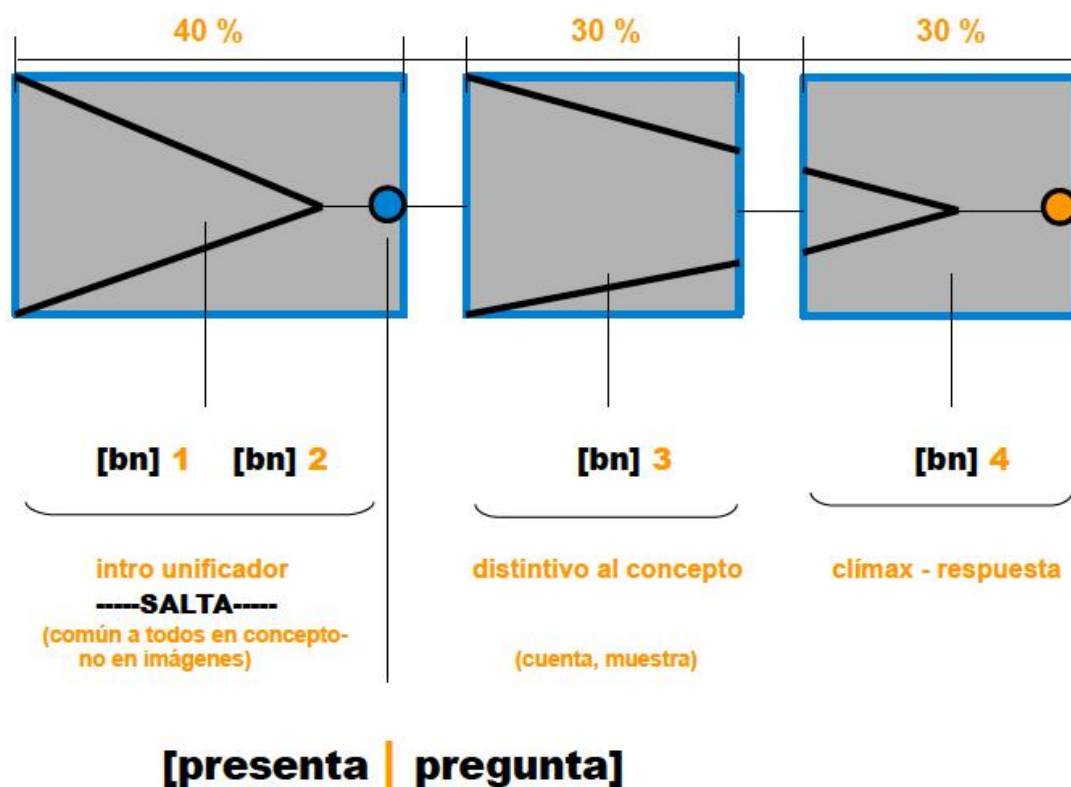 40 % 30 % 30 %
[bn] 1 [bn] 2 [bn] 3 [bn] 4
intro unificador distintivo al concepto clímax - respuesta
-----SALTA-----
(común a todos en concepto-
no en imágenes) (cuenta, muestra)
[presenta | pregunta]